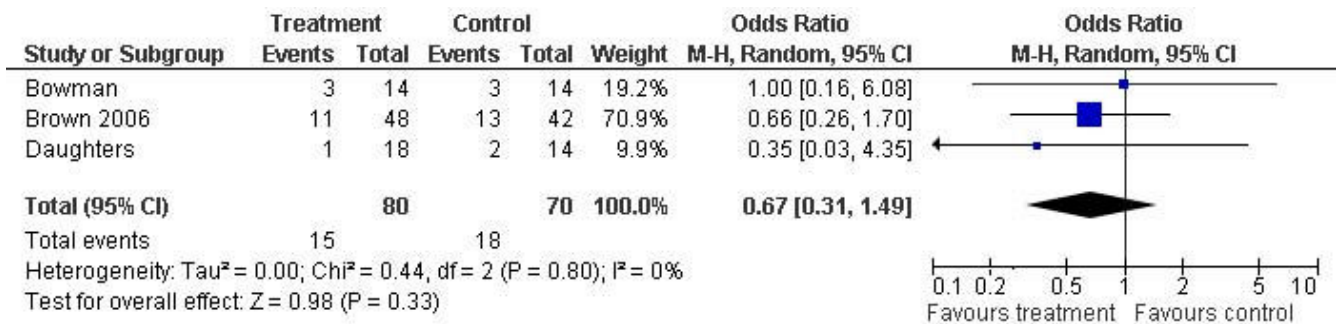 Treatment Control Odds Ratio Odds Ratio
Study or Subgroup Events Total Events Total Weight M-H, Random, 95% CI M-H, Random, 95% CI
Bowman 3 14 3 14 19.2% 1.00 [0.16, 6.08]
Brown 2006 11 48 13 42 70.9% 0.66 [0.26, 1.70]
Daughters 1 18 2 14 9.9% 0.35 [0.03, 4.35]
Total (95% CI) 80 70 100.0% 0.67 [0.31, 1.49]
Total events 15 18
Heterogeneity: Tau² = 0.00; Chi² = 0.44, df = 2 (P = 0.80); I² = 0%
Test for overall effect: Z = 0.98 (P = 0.33)
0.1 0.2 0.5 1 2 5 10
Favours treatment Favours control